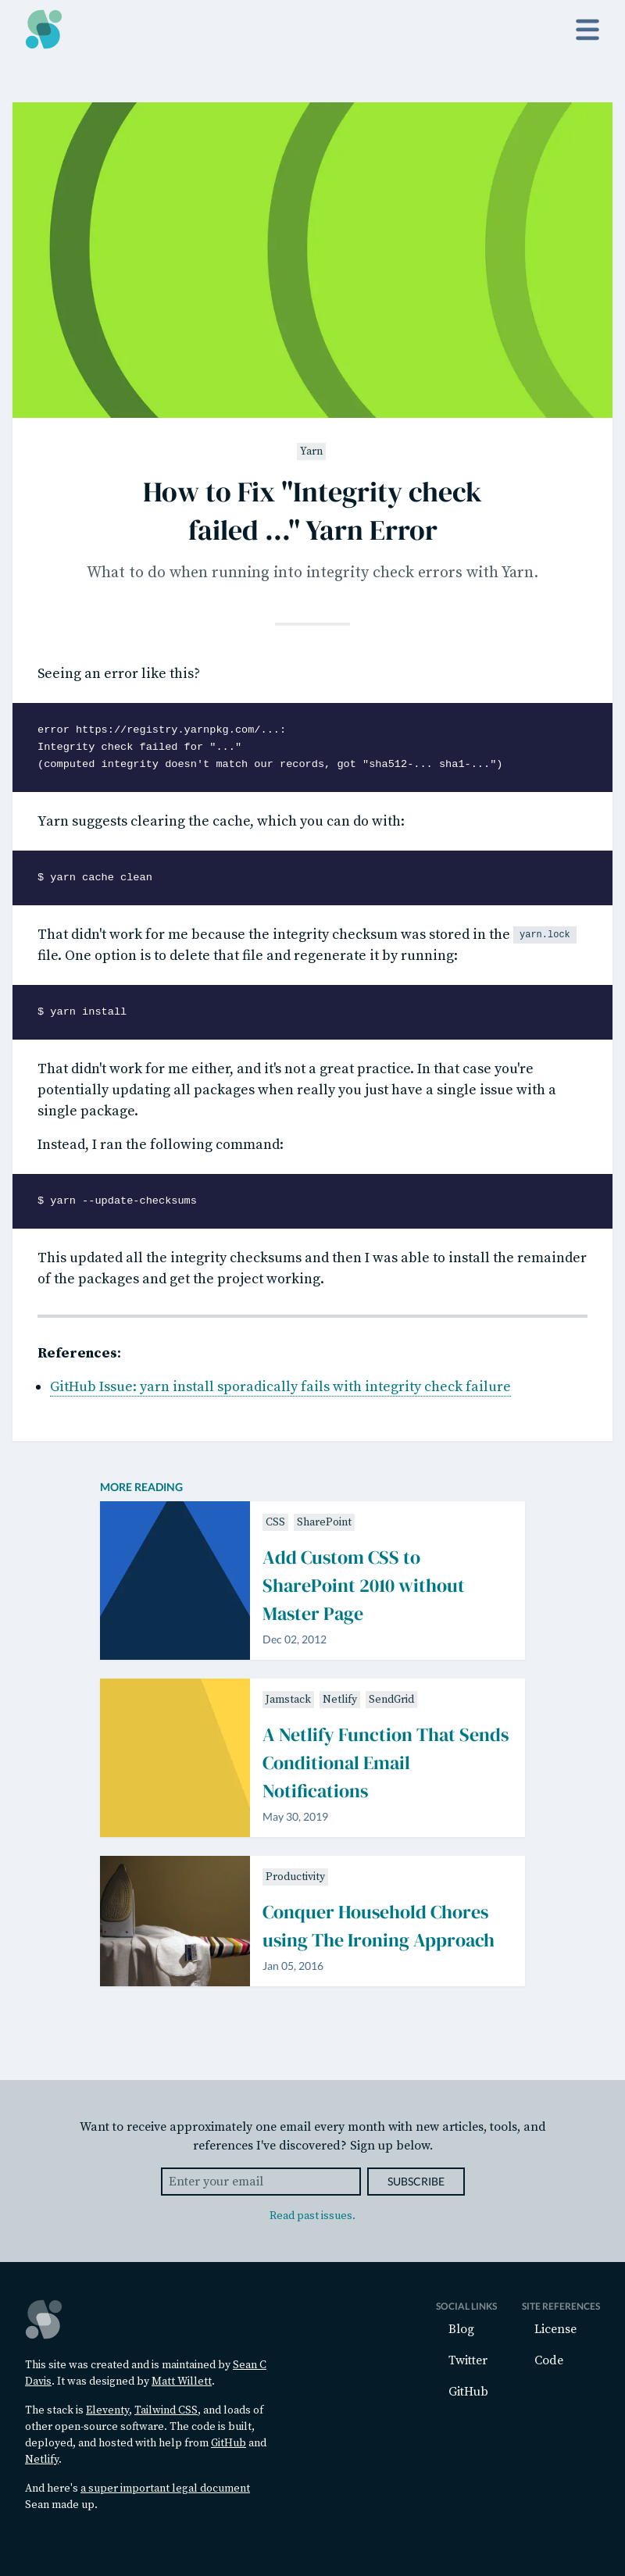 Yarn
How to Fix "Integrity check
failed ..." Yarn Error
What to do when running into integrity check errors with Yarn.
Seeing an error like this?
error https://registry.yarnpkg.com/...:
Integrity check failed for "..."
(computed integrity doesn't match our records, got "sha512-... sha1-...")
Yarn suggests clearing the cache, which you can do with:
$ yarn cache clean
That didn't work for me because the integrity checksum was stored in the yarn.lock
file. One option is to delete that file and regenerate it by running:
$ yarn install
That didn't work for me either, and it's not a great practice. In that case you're
potentially updating all packages when really you just have a single issue with a
single package.
Instead, I ran the following command:
$ yarn --update-checksums
This updated all the integrity checksums and then I was able to install the remainder
of the packages and get the project working.
References:
GitHub Issue: yarn install sporadically fails with integrity check failure
MORE READING
CSS SharePoint
Add Custom CSS to
SharePoint 2010 without
Master Page
Dec 02, 2012
Jamstack Netlify SendGrid
A Netlify Function That Sends
Conditional Email
Notifications
May 30, 2019
Productivity
Conquer Household Chores
using The Ironing Approach
Jan 05, 2016
Want to receive approximately one email every month with new articles, tools, and
references I've discovered? Sign up below.
Enter your email SUBSCRIBE
Read past issues.
This site was created and is maintained by Sean C
Davis. It was designed by Matt Willett.
The stack is Eleventy, Tailwind CSS, and loads of
other open-source software. The code is built,
deployed, and hosted with help from GitHub and
Netlify.
And here's a super important legal document
Sean made up.
SOCIAL LINKS
Blog
Twitter
GitHub
SITE REFERENCES
License
Code